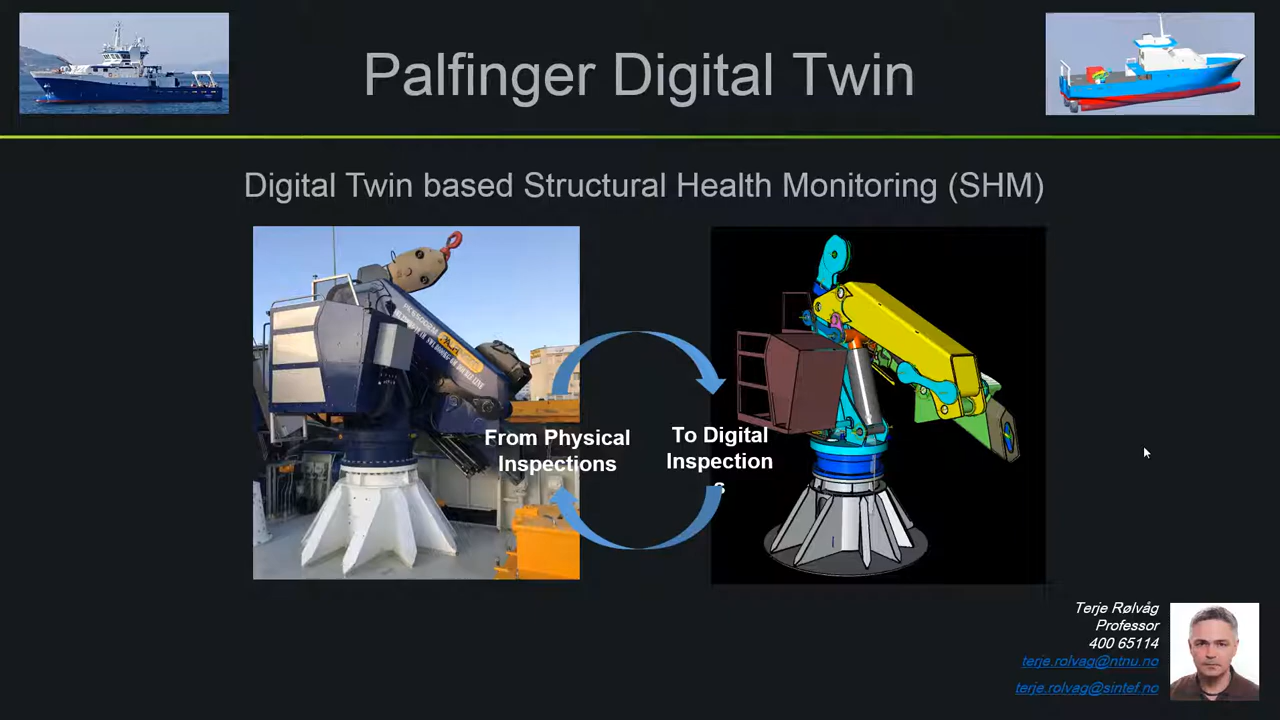 Palfinger Digital Twin
Digital Twin based Structural Health Monitoring (SHM)
From Physical
Inspections
To Digital
Inspection
s
Terje Rølvåg
Professor
400 65114
terje.rolvag@ntnu.no
terje.rolvag@sintef.no